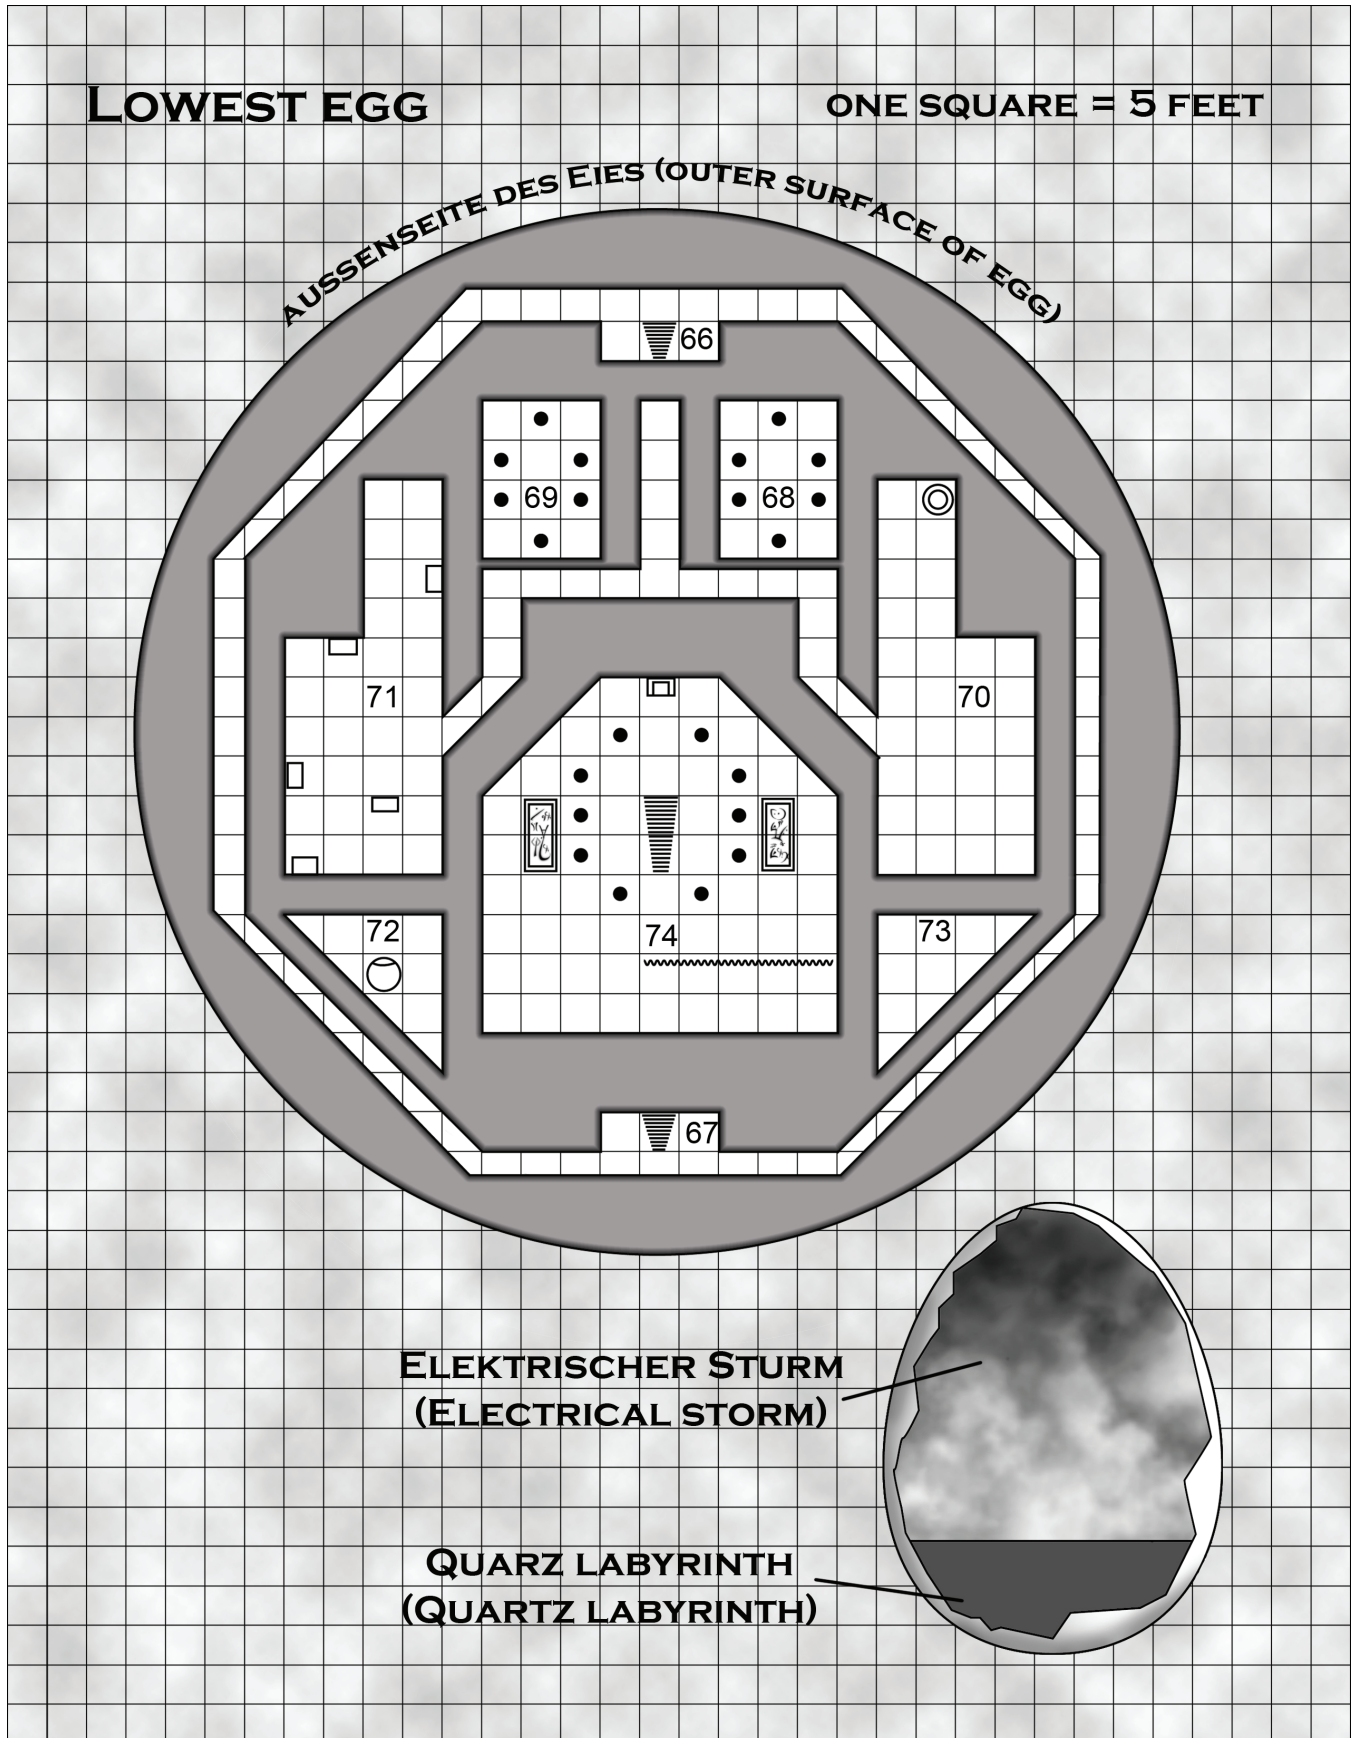 LOWEST EGG
ONE SQUARE = 5 FEET
AUSSENSEITE DES EIES (OUTER SURFACE OF EGG)
66
69
68
71
70
72
73
74
67
ELEKTRISCHER STURM
(ELECTRICAL STORM)
QUARZ LABYRINTH
(QUARTZ LABYRINTH)